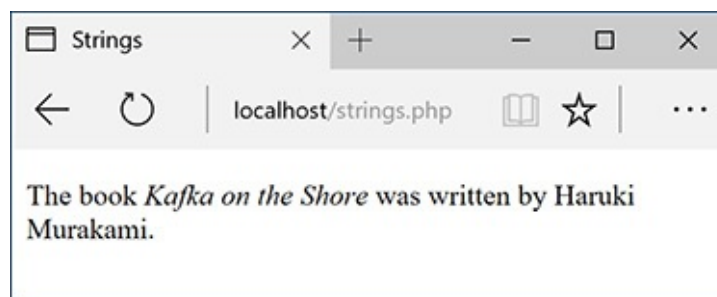 Strings
localhost/strings.php
The book Kafka on the Shore was written by Haruki
Murakami.